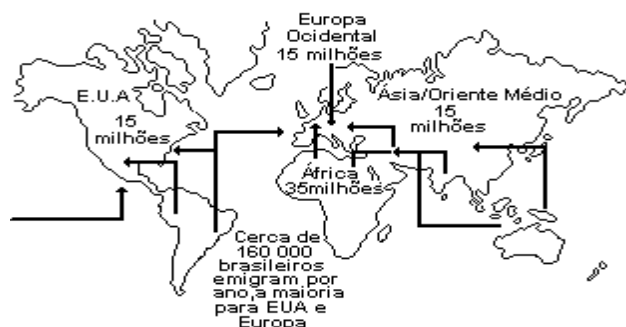 Europa
Ocidental
15 milhões
E.U.A
15
milhões
Ásia/Oriente Médio
15
milhões
África
35milhões
Cerca de
160 000
brasileiros
emigram por
ano,a maioria
para EUA e
Europa